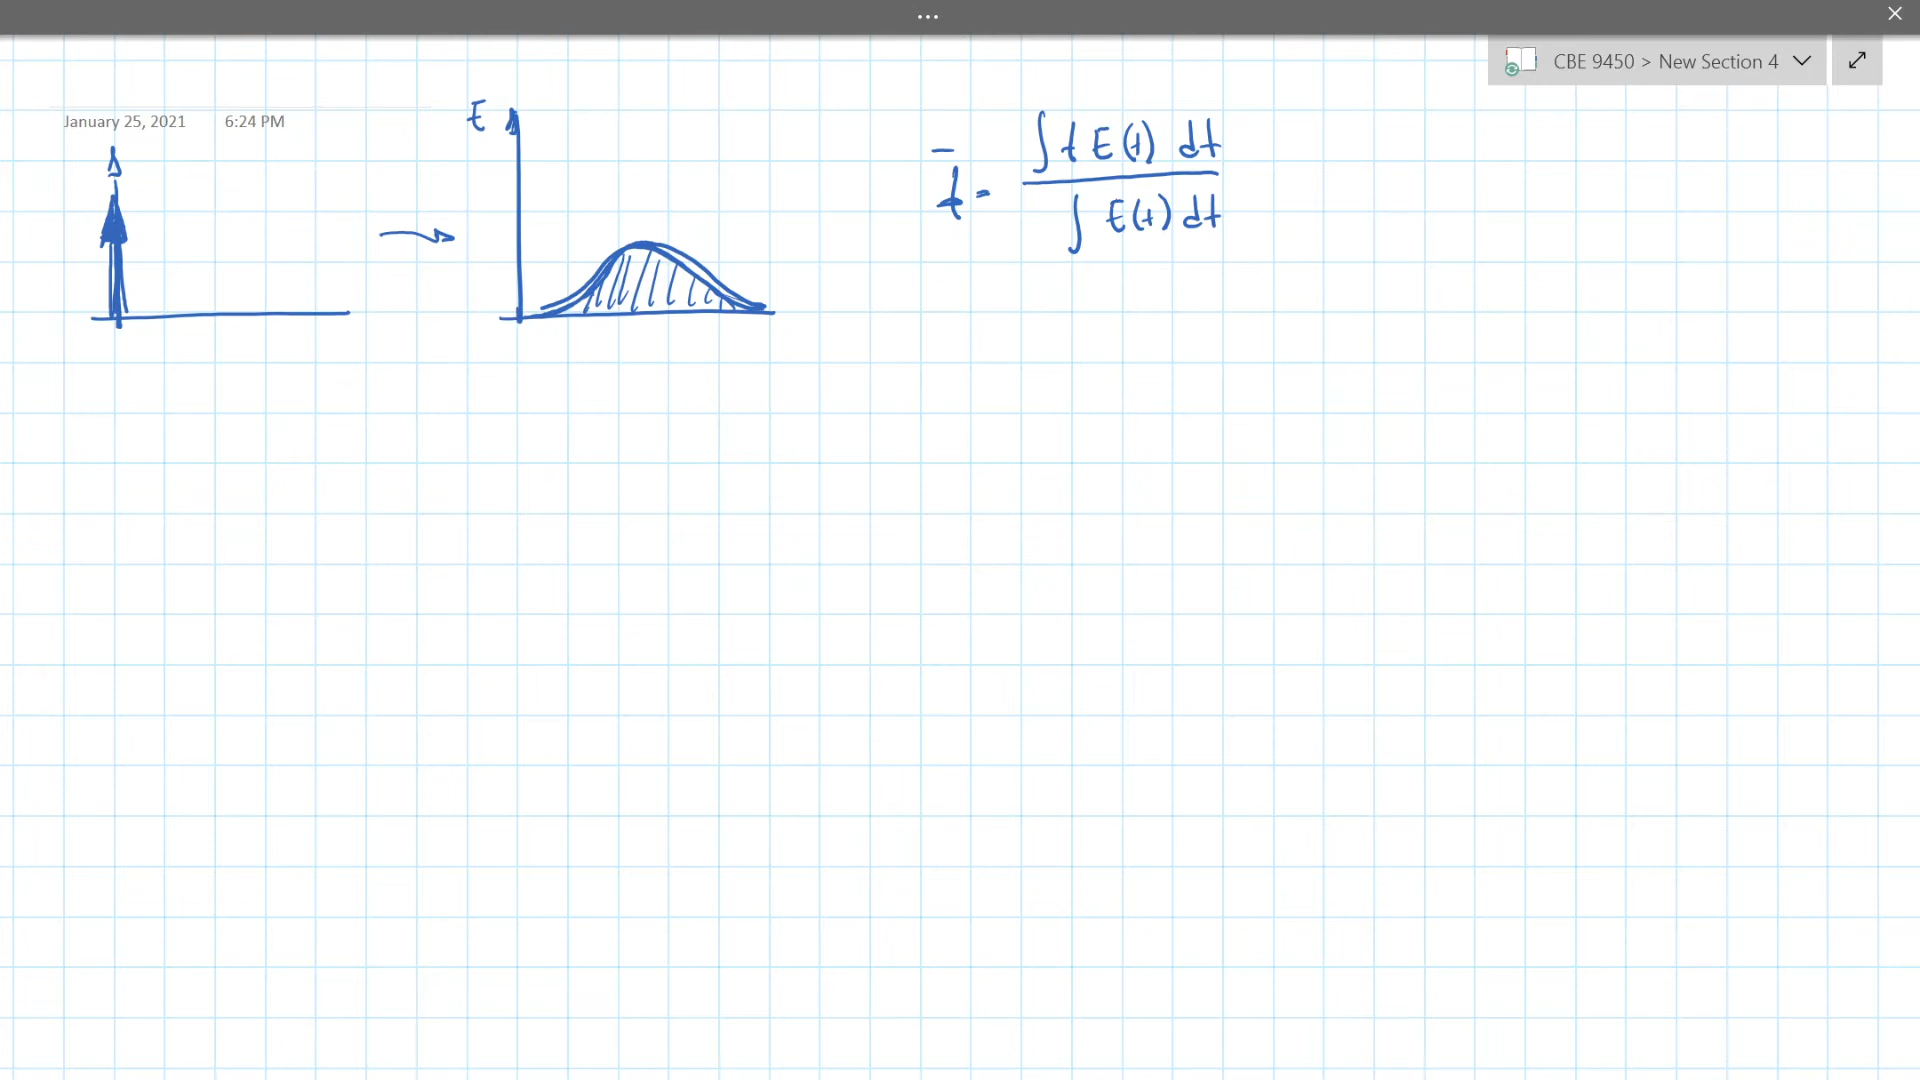 CBE 9450 > New Section 4
January 25, 2021 6:24 PM
E
t̄ = ∫ t E(t) dt
∫ E(t) dt